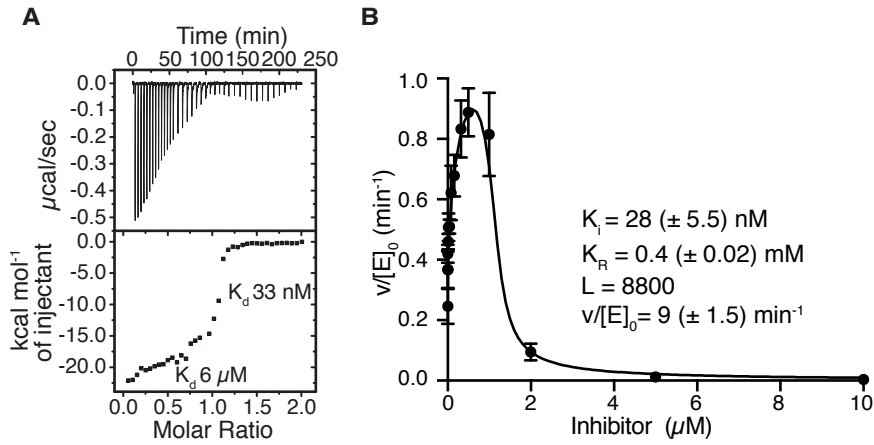 A
Time (min)
0 50 100 150 200 250
0.0
-0.1
-0.2
-0.3
-0.4
-0.5
µcal/sec
0.0
-5.0
-10.0
-15.0
-20.0
kcal mol⁻¹
of injectant
K_d 33 nM
K_d 6 µM
0.0 0.5 1.0 1.5 2.0
Molar Ratio
B
1.0
0.8
0.6
0.4
0.2
0.0
v/[E]₀ (min⁻¹)
K_i = 28 (± 5.5) nM
K_R = 0.4 (± 0.02) mM
L = 8800
v/[E]₀= 9 (± 1.5) min⁻¹
0 2 4 6 8 10
Inhibitor (µM)